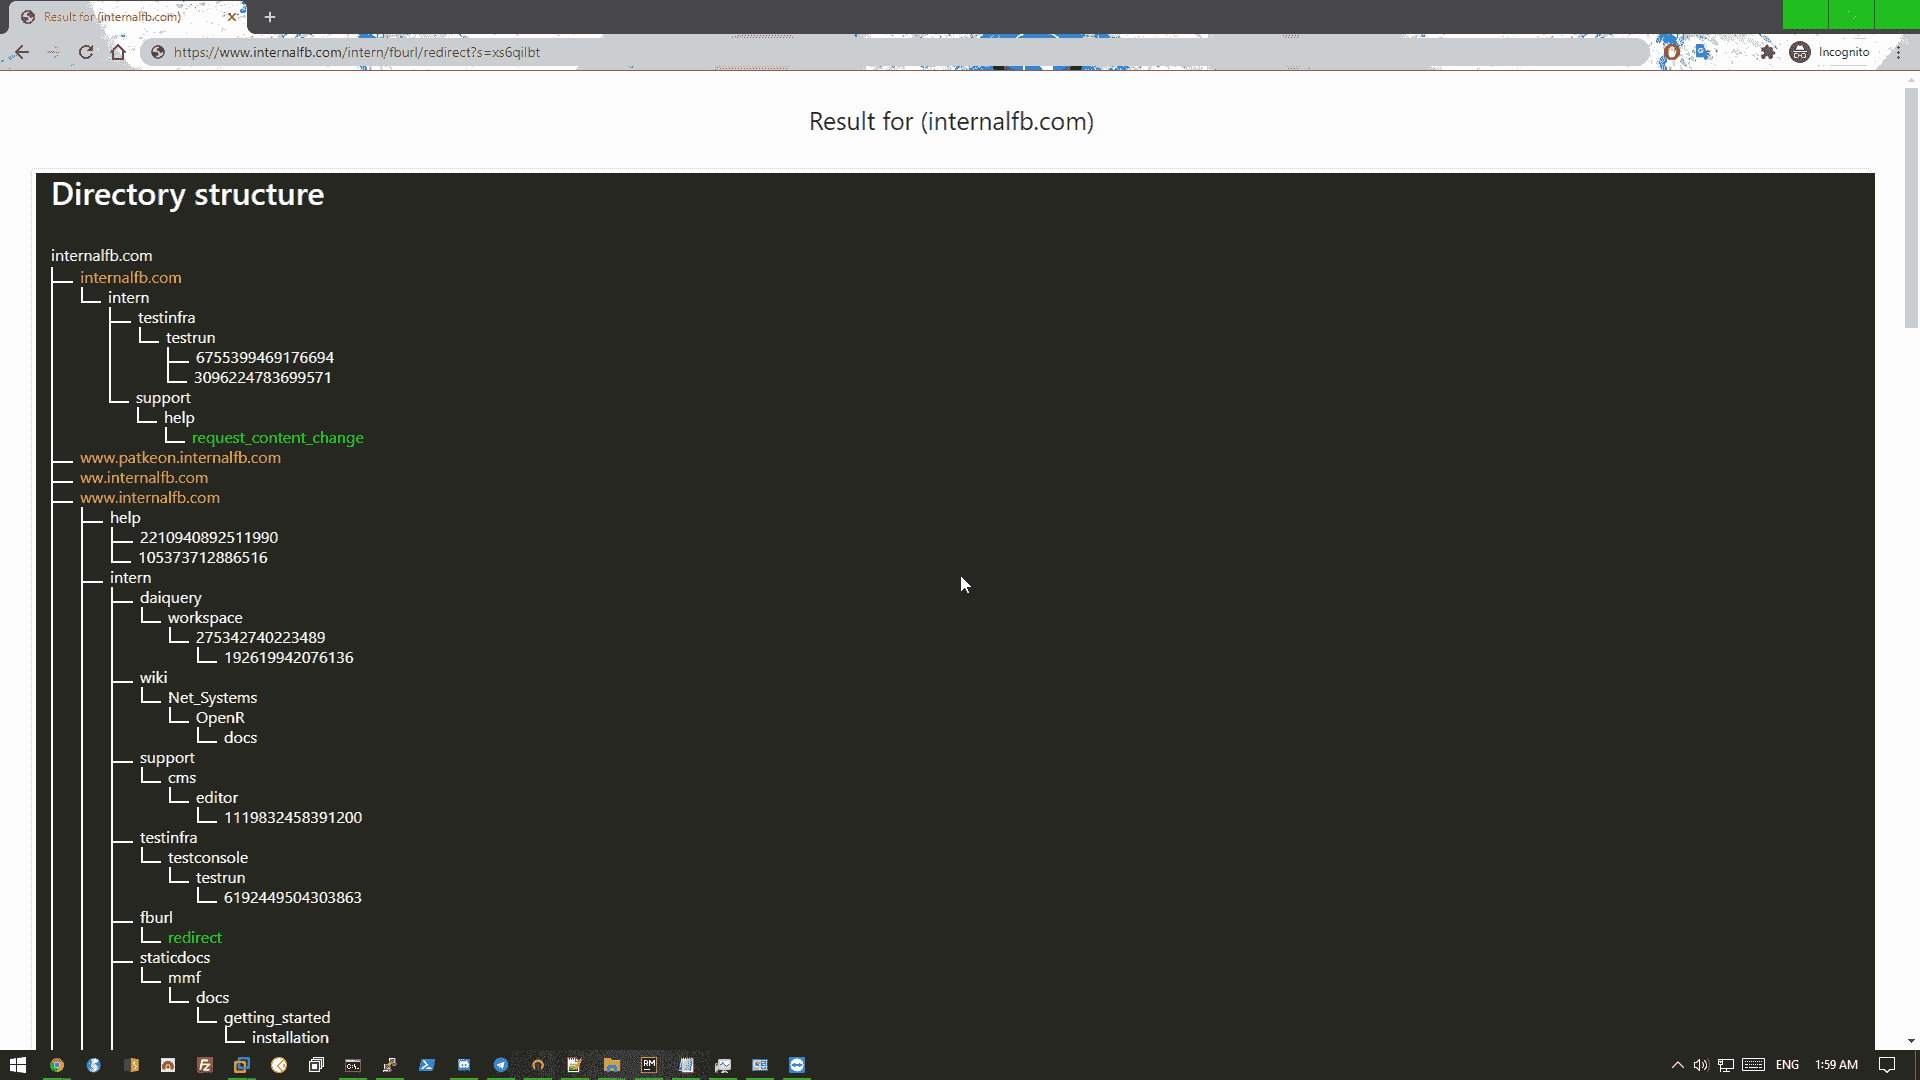 Result for (internalfb.com)
https://www.internalfb.com/intern/fburl/redirect?s=xs6qilbt
Incognito
Result for (internalfb.com)
Directory structure
internalfb.com
internalfb.com
intern
testinfra
testrun
6755399469176694
3096224783699571
support
help
request_content_change
www.patkeon.internalfb.com
ww.internalfb.com
www.internalfb.com
help
2210940892511990
105373712886516
intern
daiquery
workspace
275342740223489
192619942076136
wiki
Net_Systems
OpenR
docs
support
cms
editor
1119832458391200
testinfra
testconsole
testrun
6192449504303863
fburl
redirect
staticdocs
mmf
docs
getting_started
installation
ENG
1:59 AM